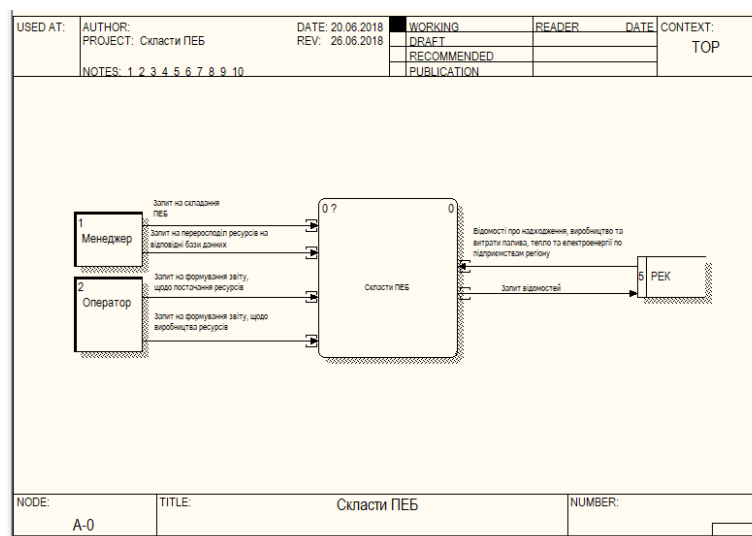 USED AT:
AUTHOR:
DATE: 20.06.2018
WORKING
READER
DATE
CONTEXT:
PROJECT: Скласти ПЕБ
REV: 26.06.2018
DRAFT
TOP
RECOMMENDED
NOTES: 1 2 3 4 5 6 7 8 9 10
PUBLICATION
Запит на складання
ПЕБ
1
Менеджер
Запит на переросподіл ресурсів на
відповідні бази данних
2
Оператор
Запит на формування звіту,
щодо постачання ресурсів
Запит на формування звіту, щодо
виробництва ресурсів
0 ?
0
Скласти ПЕБ
Відомості про надходження, виробництво та
витрати палива, тепло та електроенергії по
підприємствам регіону
5 РЕК
Запит відомостей
NODE:
TITLE:
Скласти ПЕБ
NUMBER:
A-0